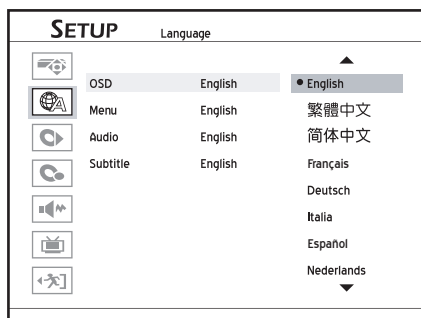 SETUP Language
OSD English
Menu English
Audio English
Subtitle English
English
繁體中文
简体中文
Français
Deutsch
Italia
Español
Nederlands